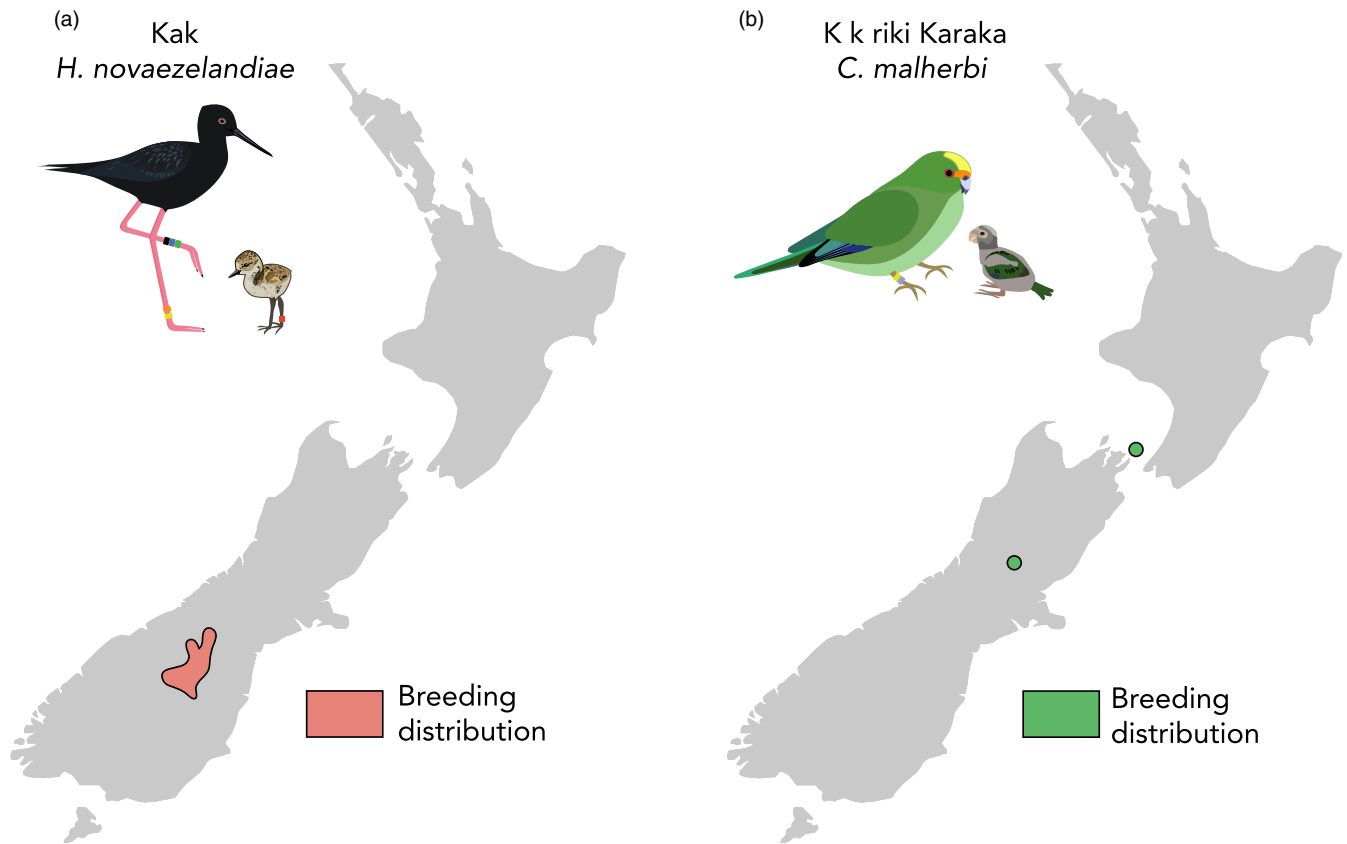 (a)
Kak
H. novaezelandiae
Breeding
distribution
(b)
K k riki Karaka
C. malherbi
Breeding
distribution